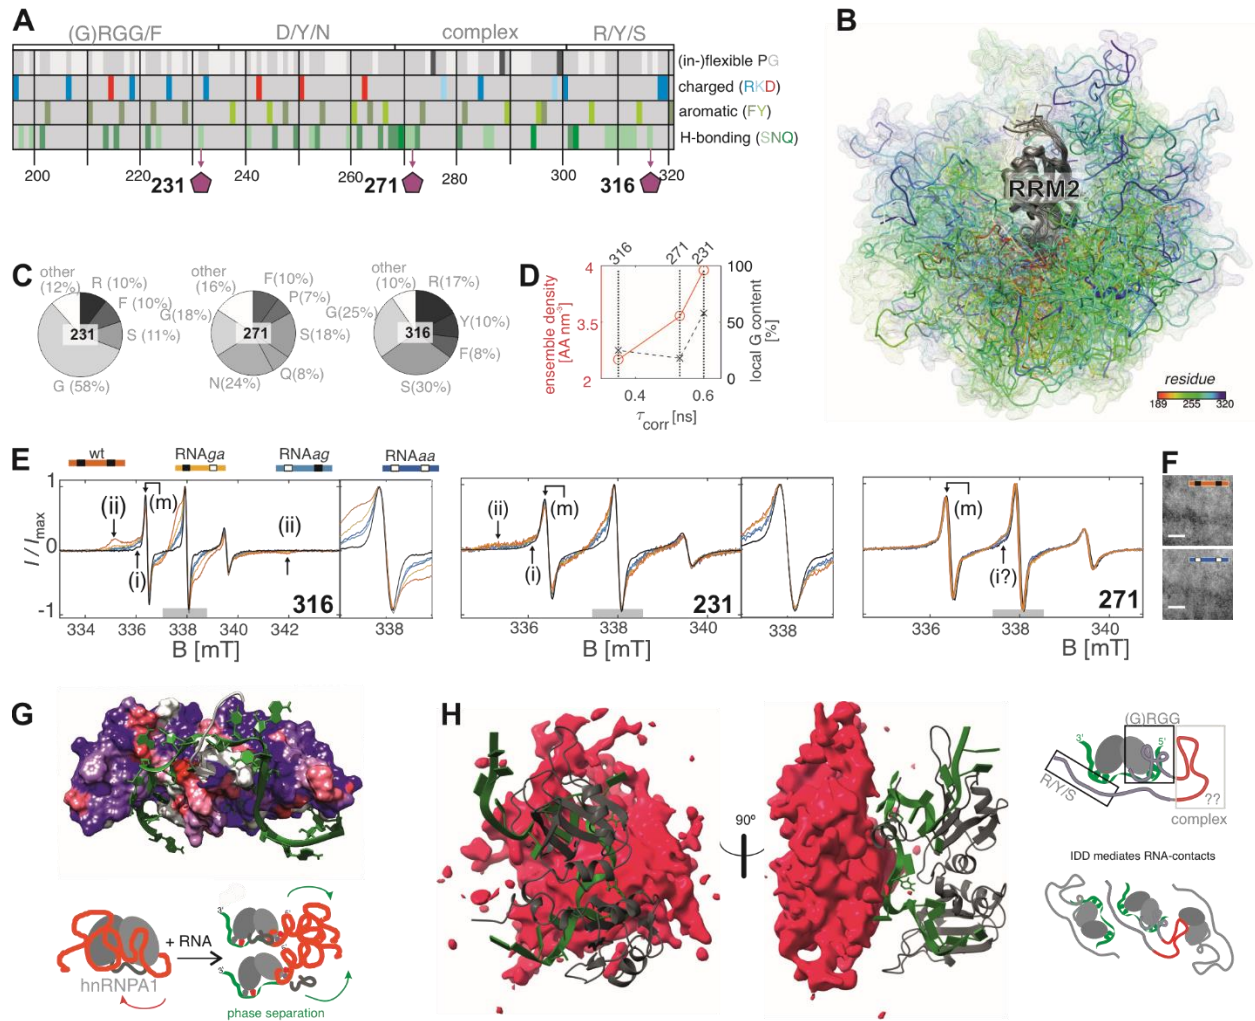 A
(G)RGG/F
D/Y/N
complex
R/Y/S
(in-)flexible PG
charged (RKD)
aromatic (FY)
H-bonding (SNQ)
200
220
240
260
280
300
320
231
271
316
B
RRM2
residue
189
255
320
C
other
(12%)
R (10%)
F (10%)
S (11%)
G (58%)
231
other
(16%)
F(10%)
P(7%)
G(18%)
S(18%)
Q(8%)
N(24%)
271
other
(10%)
R(17%)
G(25%)
Y(10%)
F(8%)
S(30%)
316
D
316
271
231
4
3.5
2
ensemble density
[AA nm-3]
100
50
0
local G content
[%]
0.4
0.6
τcorr [ns]
E
wt
RNAga
RNAag
RNAaa
I / Imax
1
0
-1
(ii)
(m)
(i)
(ii)
316
334
336
338
340
342
338
B [mT]
(ii)
(m)
(i)
231
336
338
340
338
B [mT]
(m)
(i?)
271
336
338
340
B [mT]
F
G
hnRNPA1
+ RNA
3'
5'
3'
5'
phase separation
H
90º
(G)RGG
3'
5'
R/Y/S
??
complex
IDD mediates RNA-contacts